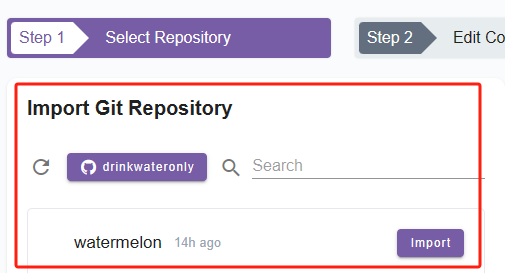 Step 1 Select Repository Step 2 Edit Co
Import Git Repository
drinkwateronly Search
watermelon 14h ago Import